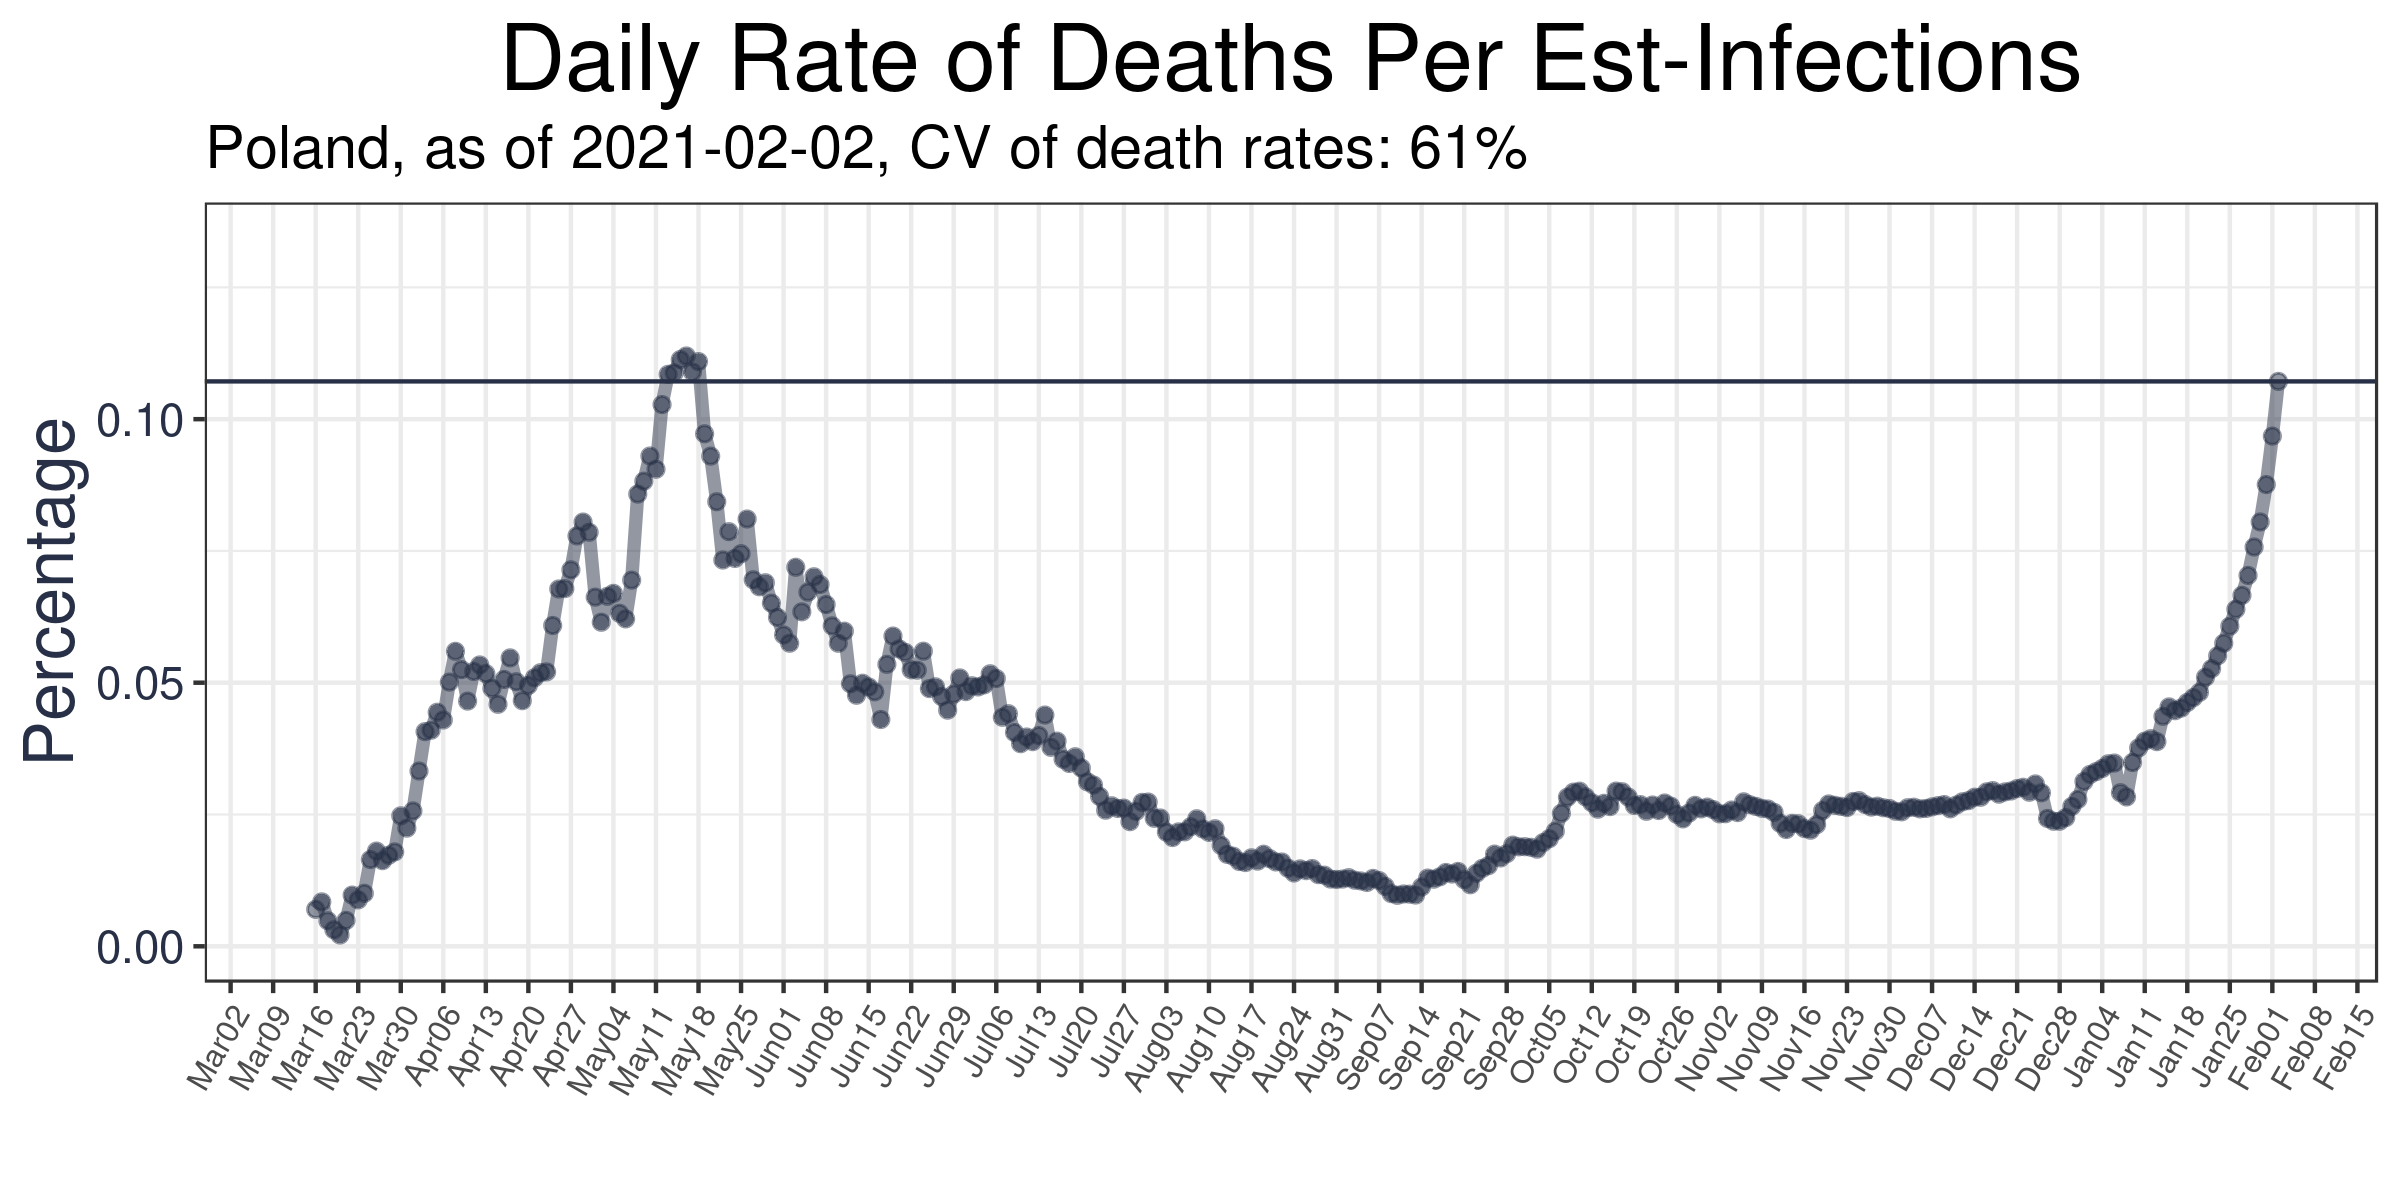 Daily Rate of Deaths Per Est-Infections
Poland, as of 2021-02-02, CV of death rates: 61%
Percentage
0.10
0.05
0.00
Mar02
Mar09
Mar16
Mar23
Mar30
Apr06
Apr13
Apr20
Apr27
May04
May11
May18
May25
Jun01
Jun08
Jun15
Jun22
Jun29
Jul06
Jul13
Jul20
Jul27
Aug03
Aug10
Aug17
Aug24
Aug31
Sep07
Sep14
Sep21
Sep28
Oct05
Oct12
Oct19
Oct26
Nov02
Nov09
Nov16
Nov23
Nov30
Dec07
Dec14
Dec21
Dec28
Jan04
Jan11
Jan18
Jan25
Feb01
Feb08
Feb15